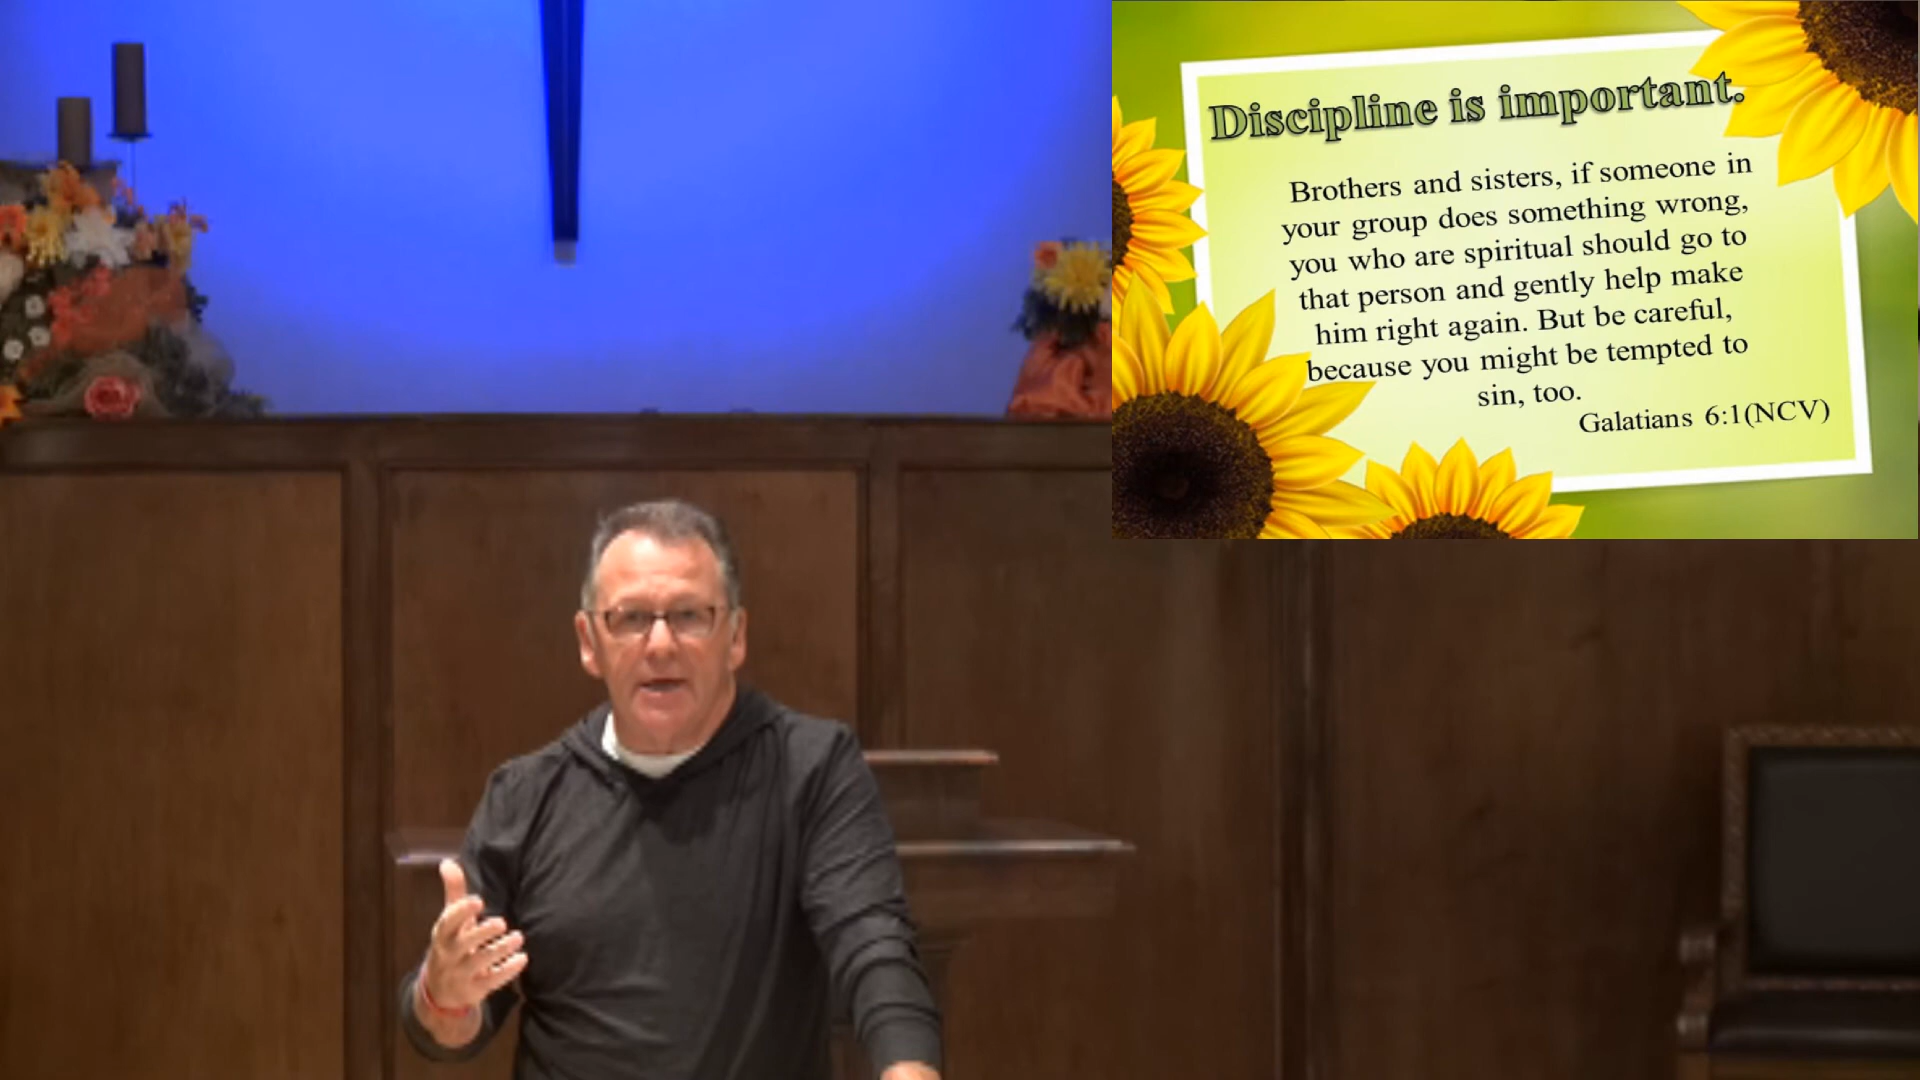 Discipline is important.
Brothers and sisters, if someone in
your group does something wrong,
you who are spiritual should go to
that person and gently help make
him right again. But be careful,
because you might be tempted to
sin, too.
Galatians 6:1(NCV)